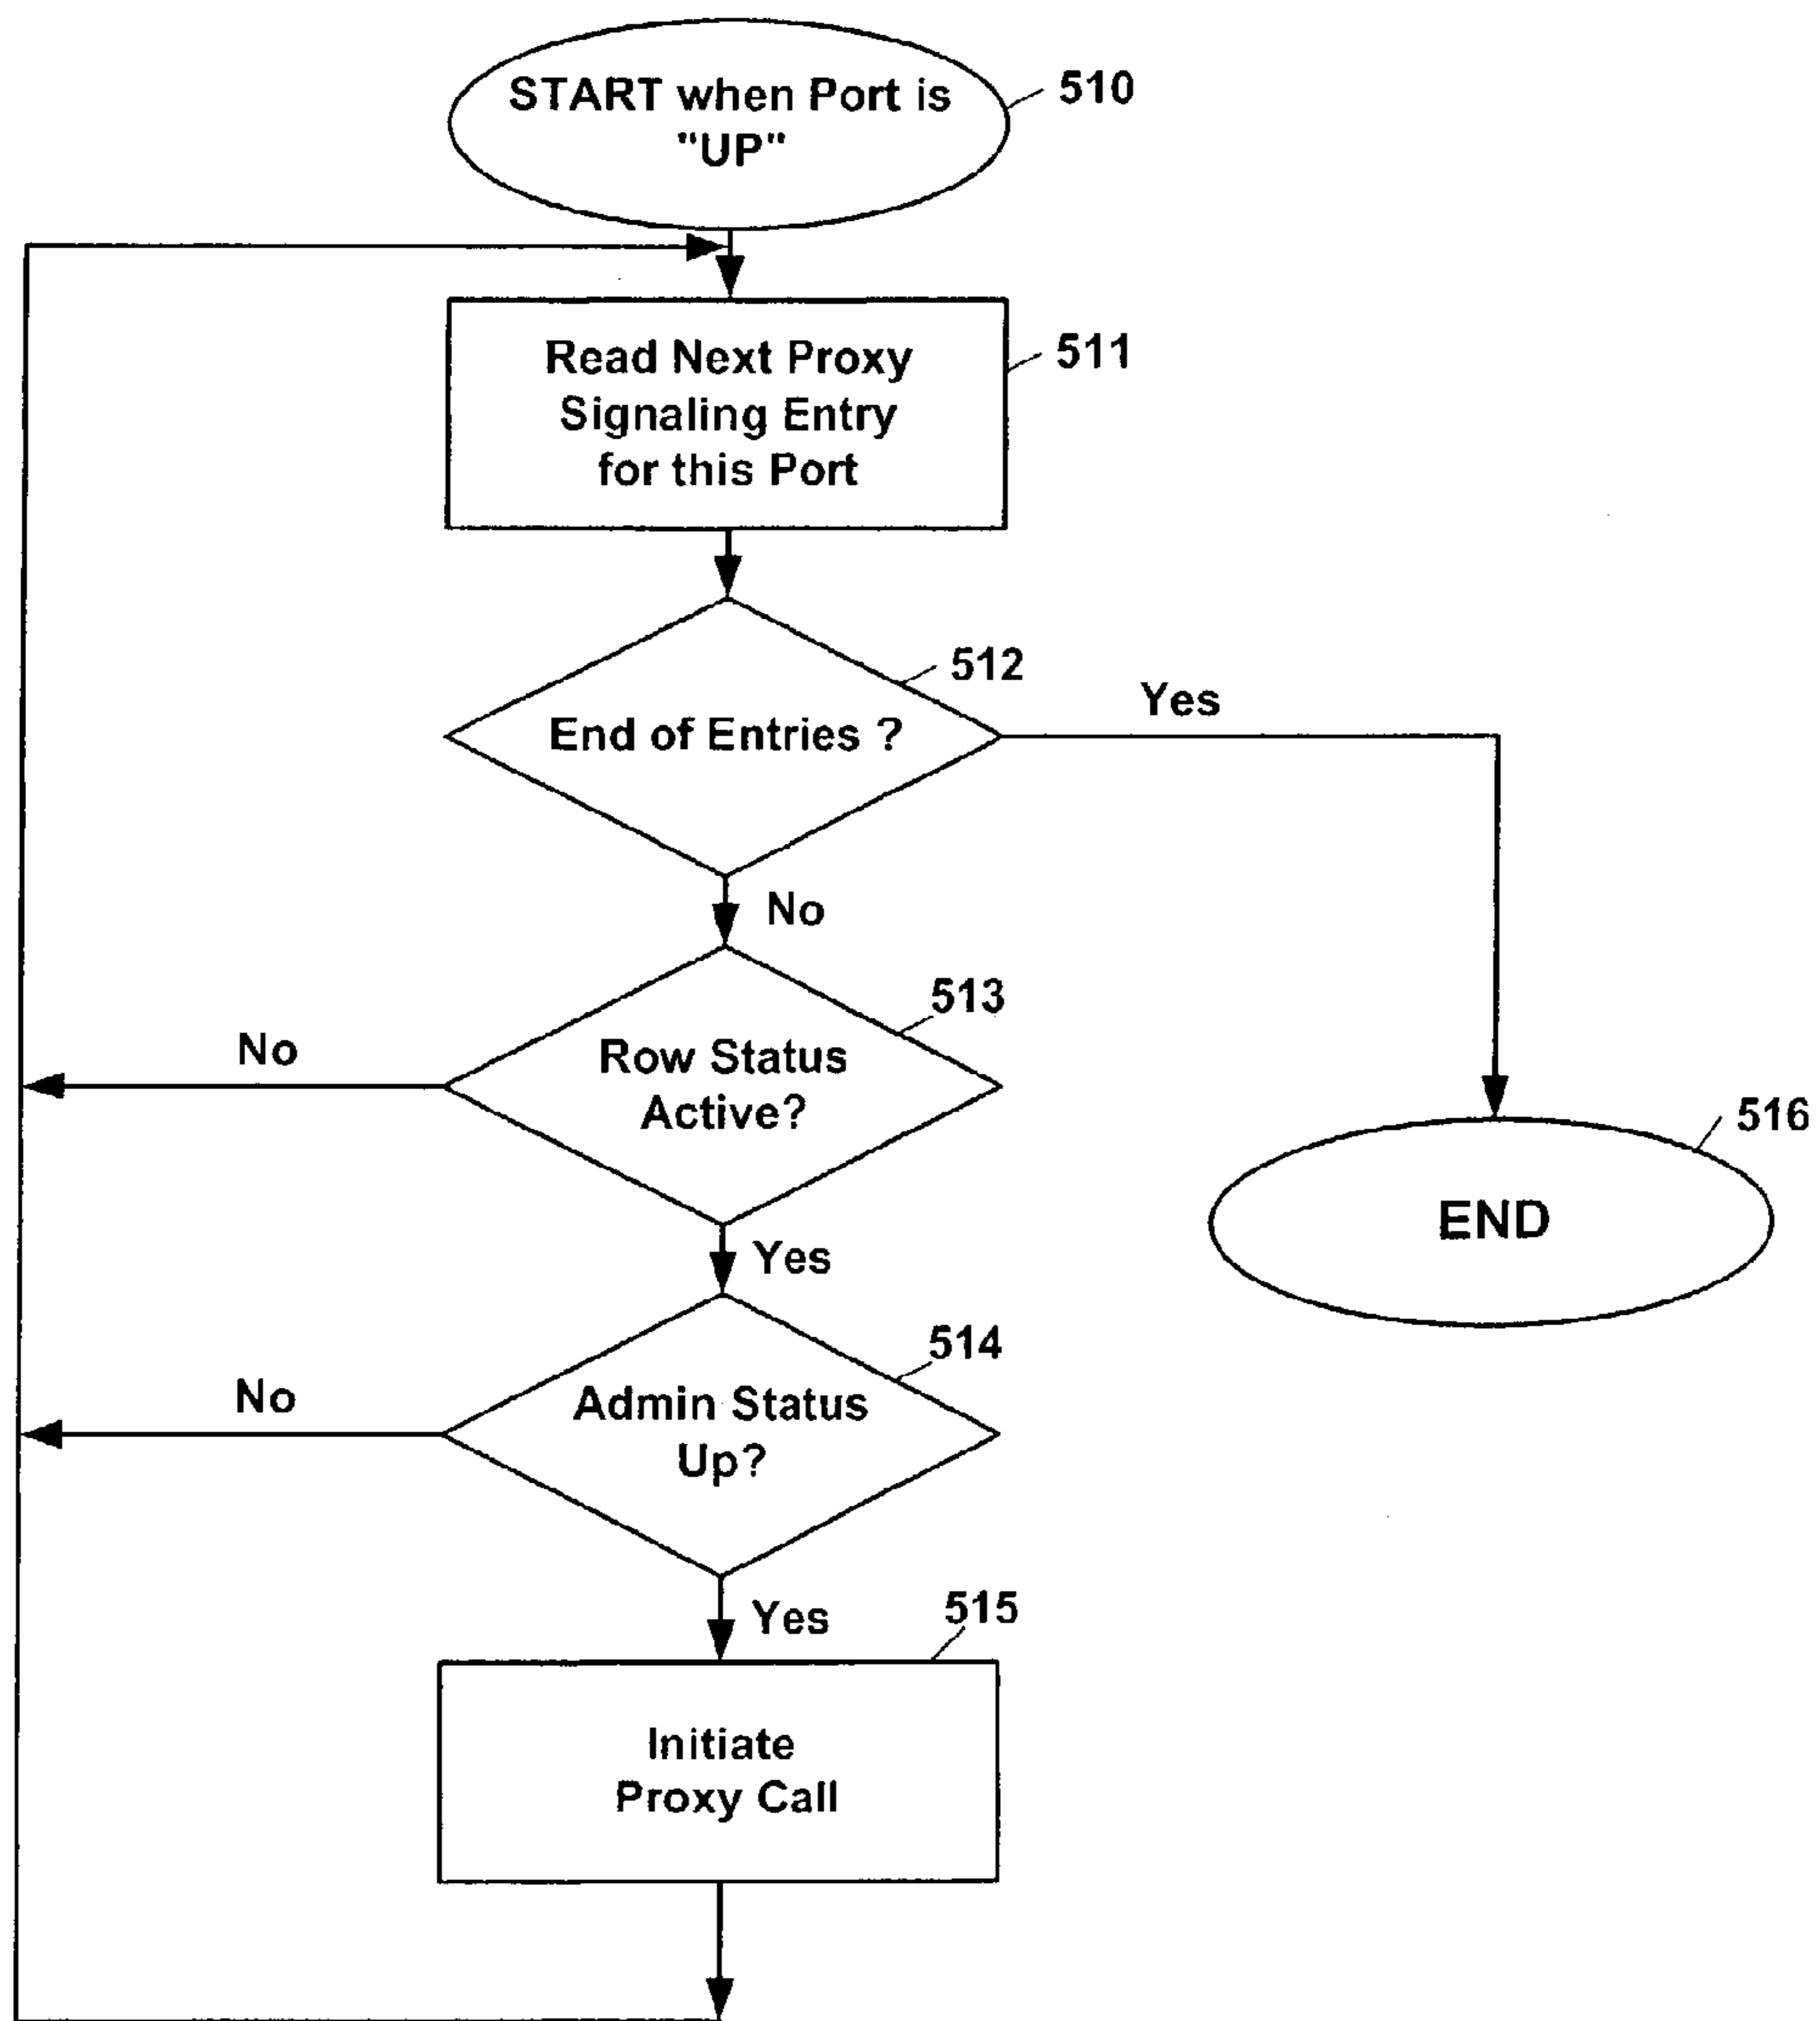 START when Port is
"UP"
510
Read Next Proxy
Signaling Entry
for this Port
511
End of Entries ?
512
Yes
No
Row Status
Active?
513
No
Yes
Admin Status
Up?
514
No
Yes
Initiate
Proxy Call
515
END
516